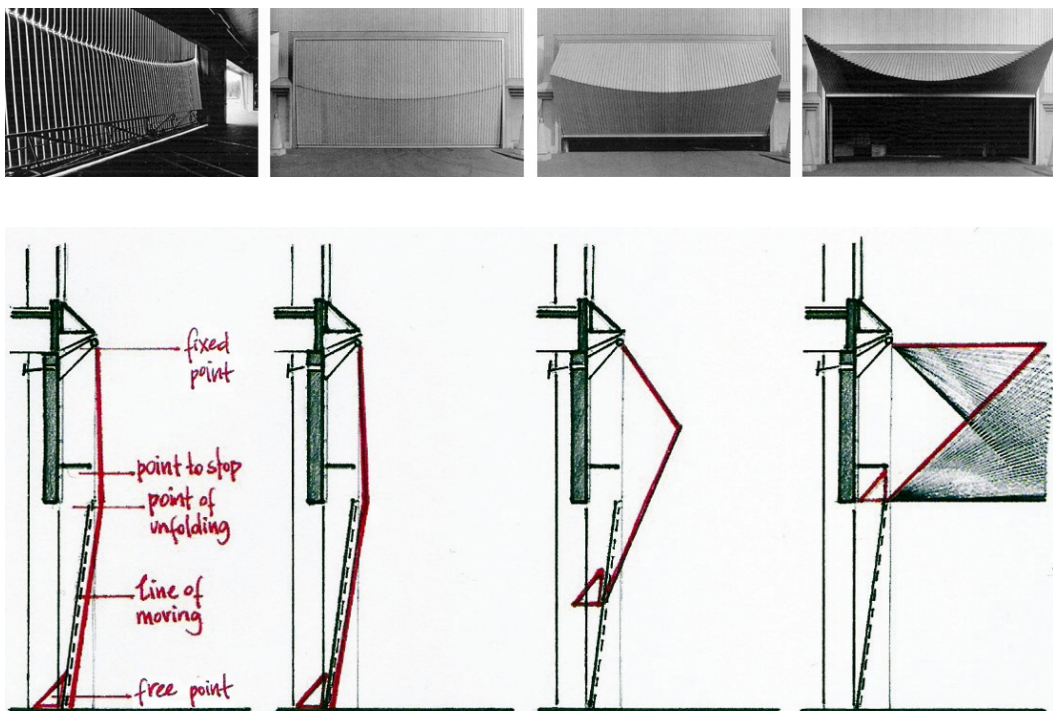 fixed
point
point to stop
point of
unfolding
line of
moving
free point